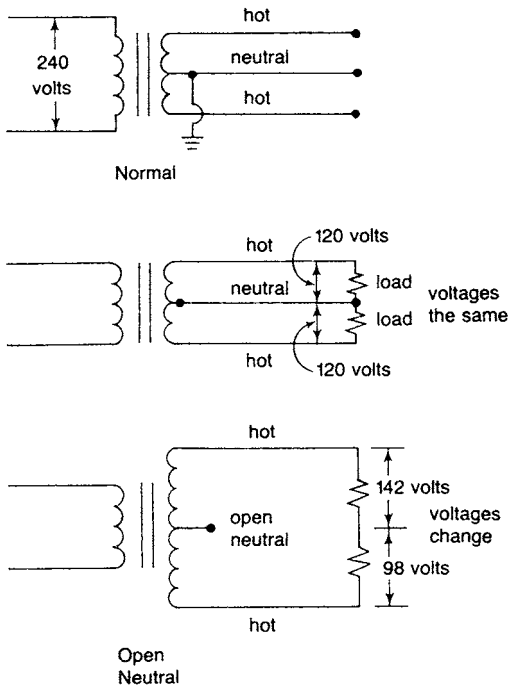 hot
240
volts
neutral
hot
Normal
hot
120 volts
neutral
load
load
voltages
the same
hot
120 volts
hot
142 volts
open
neutral
voltages
change
98 volts
hot
Open
Neutral